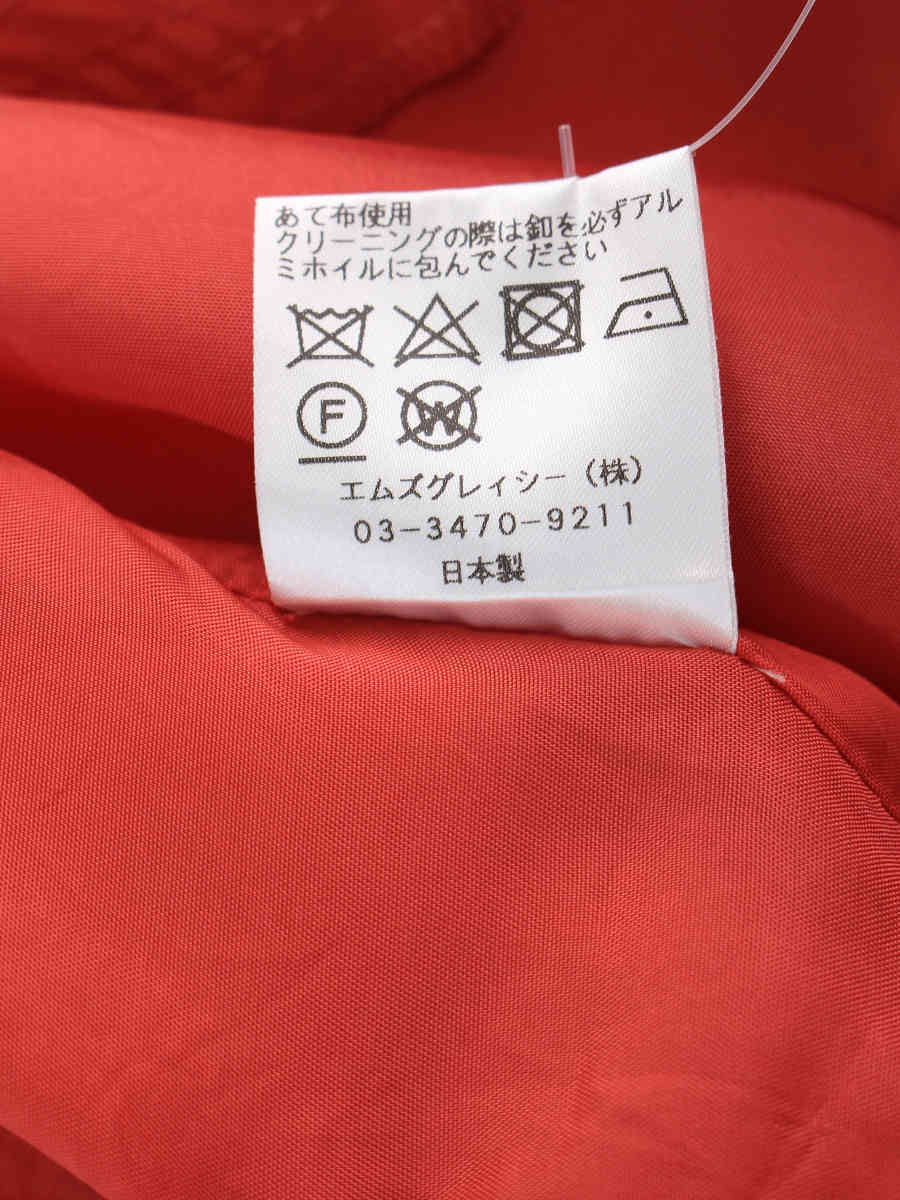 あて布使用
クリーニングの際は釦を必ずアル
ミホイルに包んでください
F W
エムズグレイシー(株)
03-3470-9211
日本製